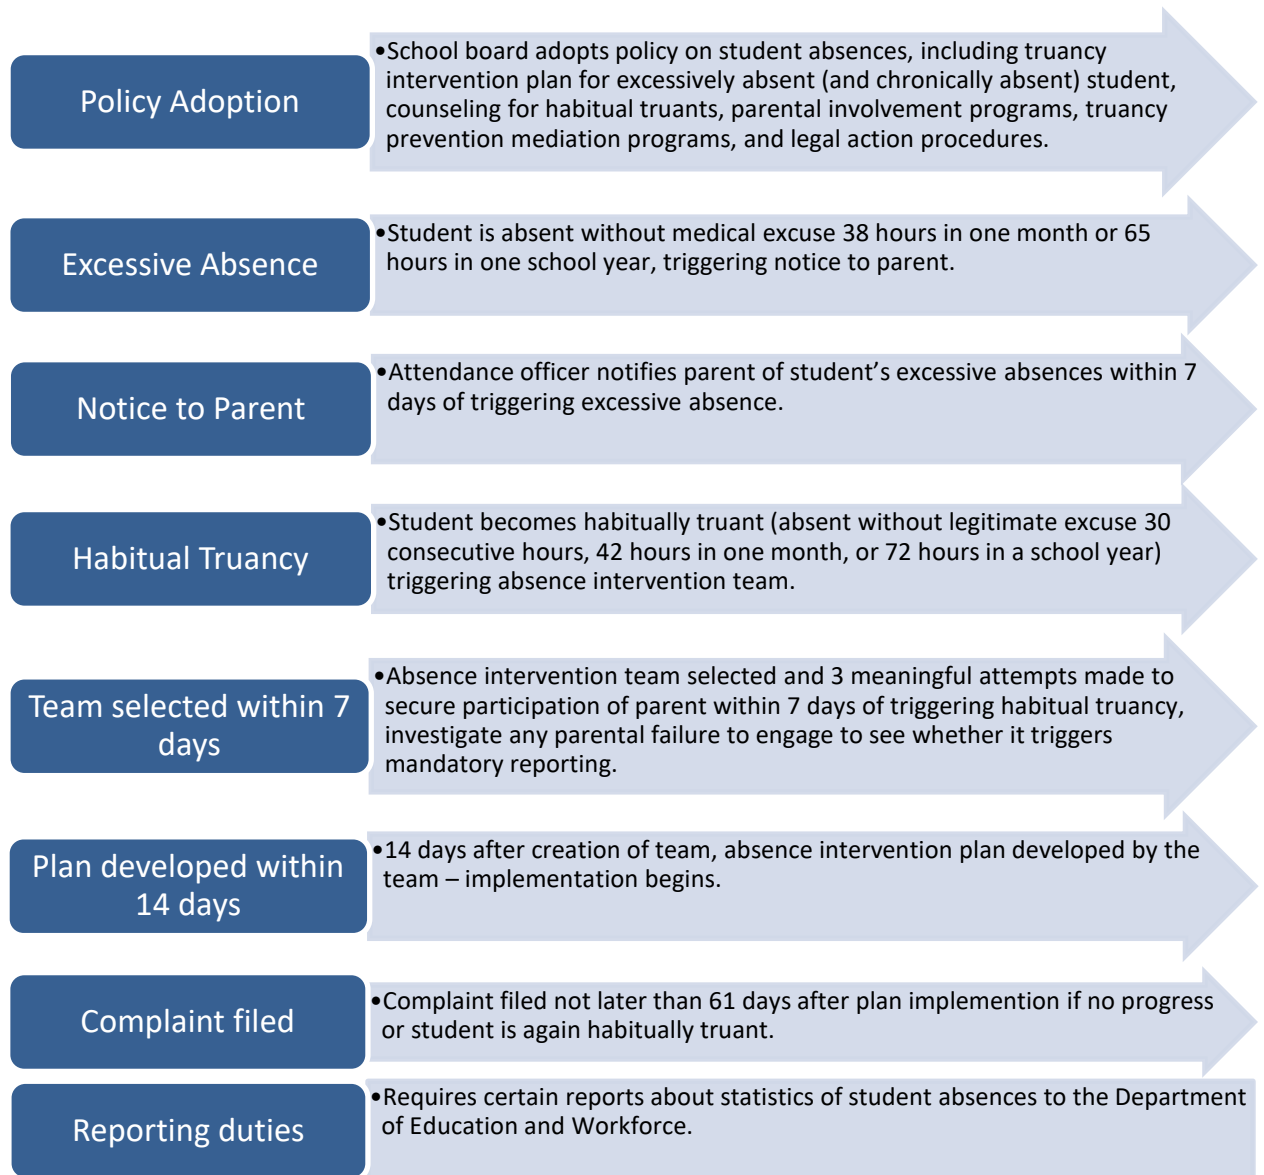 Policy Adoption
•School board adopts policy on student absences, including truancy
intervention plan for excessively absent (and chronically absent) student,
counseling for habitual truants, parental involvement programs, truancy
prevention mediation programs, and legal action procedures.
Excessive Absence
•Student is absent without medical excuse 38 hours in one month or 65
hours in one school year, triggering notice to parent.
Notice to Parent
•Attendance officer notifies parent of student’s excessive absences within 7
days of triggering excessive absence.
Habitual Truancy
•Student becomes habitually truant (absent without legitimate excuse 30
consecutive hours, 42 hours in one month, or 72 hours in a school year)
triggering absence intervention team.
Team selected within 7
days
•Absence intervention team selected and 3 meaningful attempts made to
secure participation of parent within 7 days of triggering habitual truancy,
investigate any parental failure to engage to see whether it triggers
mandatory reporting.
Plan developed within
14 days
•14 days after creation of team, absence intervention plan developed by the
team – implementation begins.
Complaint filed
•Complaint filed not later than 61 days after plan implemention if no progress
or student is again habitually truant.
Reporting duties
•Requires certain reports about statistics of student absences to the Department
of Education and Workforce.